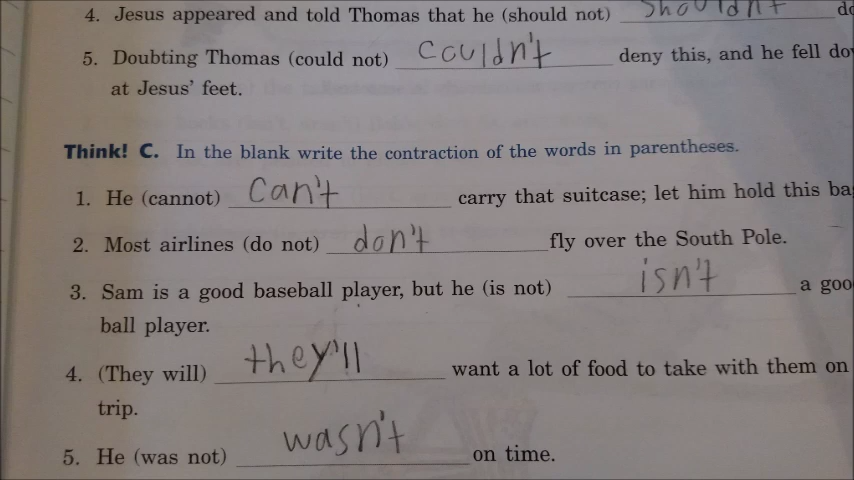 4. Jesus appeared and told Thomas that he (should not) shouldn't
5. Doubting Thomas (could not) couldn't deny this, and he fell
at Jesus' feet.
Think! C. In the blank write the contraction of the words in parentheses.
1. He (cannot) can't carry that suitcase; let him hold this
2. Most airlines (do not) don't fly over the South Pole.
3. Sam is a good baseball player, but he (is not) isn't a
ball player.
4. (They will) they'll want a lot of food to take with them on
trip.
5. He (was not) wasn't on time.